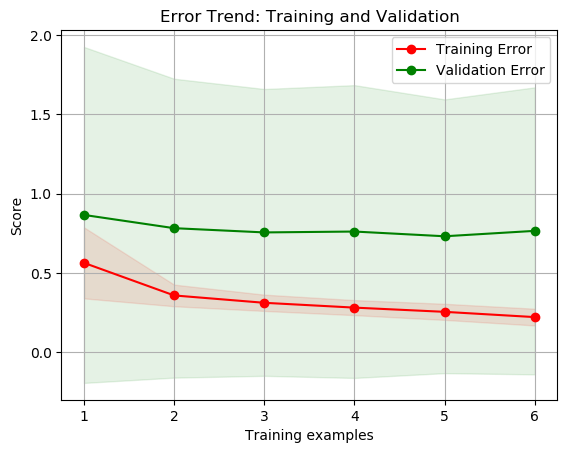 Error Trend: Training and Validation
2.0
1.5
1.0
0.5
0.0
Score
Training Error
Validation Error
1 2 3 4 5 6
Training examples